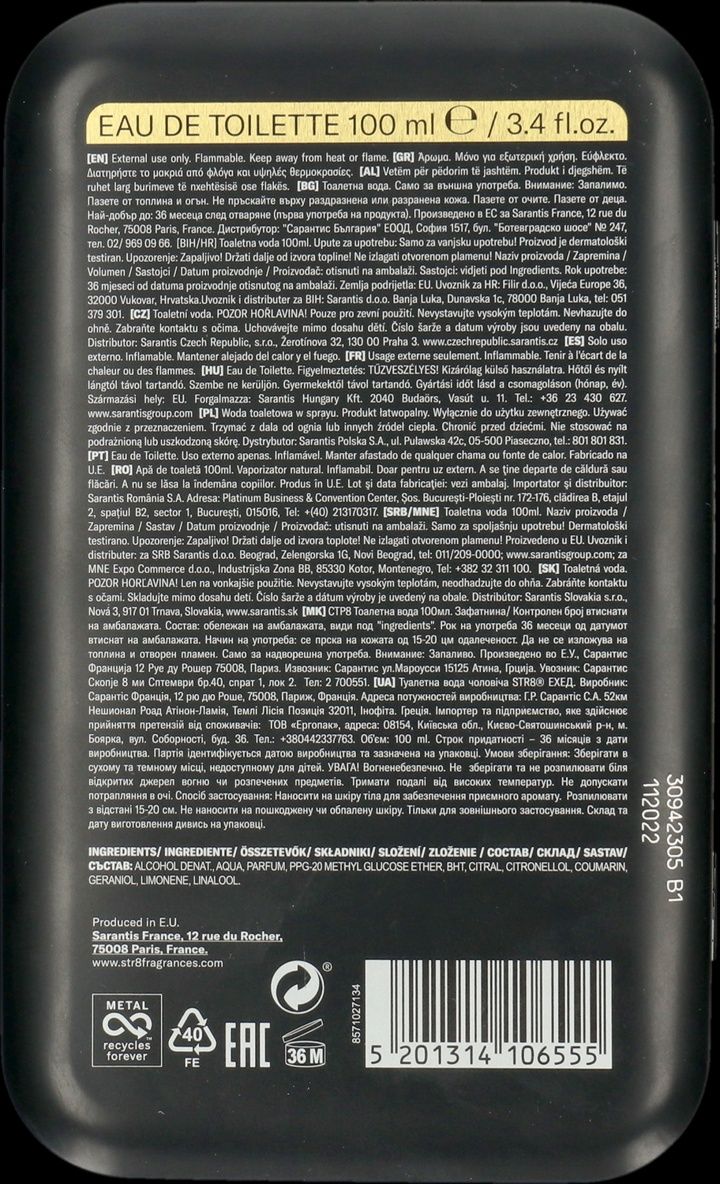 EAU DE TOILETTE 100 ml ℮ / 3.4 fl.oz.
[EN] External use only. Flammable. Keep away from heat or flame. [GR] Άρωμα. Μόνο για εξωτερική χρήση. Εύφλεκτο.
Διατηρήστε το μακριά από φλόγα και υψηλές θερμοκρασίες. [AL] Vetëm për pëdorim të jashtëm. Produkt i djegshëm. Të
ruhet larg burimeve të nxehtësisë ose flakës. [BG] Тоалетна вода. Само за външна употреба. Внимание: Запалимо.
Пазете от топлина и огън. Не пръскайте върху раздразнена или разранена кожа. Пазете от очите. Пазете от деца.
Най-добър до: 36 месеца след отваряне (първа употреба на продукта). Произведено в ЕС за Sarantis France, 12 rue du
Rocher, 75008 Paris, France. Дистрибутор: "Сарантис България" ЕООД, София 1517, бул. "Ботевградско шосе" № 247,
тел. 02/ 969 09 66. [BIH/HR] Toaletna voda 100ml. Upute za upotrebu: Samo za vanjsku upotrebu! Proizvod je dermatološki
testiran. Upozorenje: Zapaljivo! Držati dalje od izvora topline! Ne izlagati otvorenom plamenu! Naziv proizvoda / Zapremina /
Volumen / Sastojci / Datum proizvodnje / Proizvođač: otisnuti na ambalaži. Sastojci: vidjeti pod Ingredients. Rok upotrebe:
36 mjeseci od datuma proizvodnje otisnutog na ambalaži. Zemlja podrijetla: EU. Uvoznik za HR: Filir d.o.o., Vijeća Europe 36,
32000 Vukovar, Hrvatska.Uvoznik i distributer za BIH: Sarantis d.o.o. Banja Luka, Dunavska 1c, 78000 Banja Luka, tel: 051
379 301. [CZ] Toaletní voda. POZOR HOŘLAVINA! Pouze pro zevní použití. Nevystavujte vysokým teplotám. Nevhazujte do
ohně. Zabraňte kontaktu s očima. Uchovávejte mimo dosahu dětí. Číslo šarže a datum výroby jsou uvedeny na obalu.
Distributor: Sarantis Czech Republic, s.r.o., Žerotínova 32, 130 00 Praha 3. www.czechrepublic.sarantis.cz [ES] Solo uso
externo. Inflamable. Mantener alejado del calor y el fuego. [FR] Usage externe seulement. Inflammable. Tenir à l'écart de la
chaleur ou des flammes. [HU] Eau de Toilette. Figyelmeztetés: TŰZVESZÉLYES! Kizárólag külső használatra. Hőtől és nyílt
lángtól távol tartandó. Szembe ne kerüljön. Gyermekektől távol tartandó. Gyártási időt lásd a csomagoláson (hónap, év).
Származási hely: EU. Forgalmazza: Sarantis Hungary Kft. 2040 Budaörs, Vasút u. 11. Tel.: +36 23 430 627.
www.sarantisgroup.com [PL] Woda toaletowa w sprayu. Produkt łatwopalny. Wyłącznie do użytku zewnętrznego. Używać
zgodnie z przeznaczeniem. Trzymać z dala od ognia lub innych źródeł ciepła. Chronić przed dziećmi. Nie stosować na
podrażnioną lub uszkodzoną skórę. Dystrybutor: Sarantis Polska S.A., ul. Puławska 42c, 05-500 Piaseczno, tel.: 801 801 831.
[PT] Eau de Toilette. Uso externo apenas. Inflamável. Manter afastado de qualquer chama ou fonte de calor. Fabricado na
U.E. [RO] Apă de toaletă 100ml. Vaporizator natural. Inflamabil. Doar pentru uz extern. A se ţine departe de căldură sau
flăcări. A nu se lăsa la îndemâna copiilor. Produs în U.E. Lot şi data fabricaţiei: vezi ambalaj. Importator şi distribuitor:
Sarantis România S.A. Adresa: Platinum Business & Convention Center, Şos. Bucureşti-Ploieşti nr. 172-176, clădirea B, etajul
2, spaţiul B2, sector 1, Bucureşti, 015016, Tel: +(40) 213170317. [SRB/MNE] Toaletna voda 100ml. Naziv proizvoda /
Zapremina / Sastav / Datum proizvodnje / Proizvođač: utisnuti na ambalaži. Samo za spoljašnju upotrebu! Dermatološki
testirano. Upozorenje: Zapaljivo! Držati dalje od izvora toplote! Ne izlagati otvorenom plamenu! Proizvedeno u EU. Uvoznik i
distributer: za SRB Sarantis d.o.o. Beograd, Zelengorska 1G, Novi Beograd, tel: 011/209-0000; www.sarantisgroup.com; za
MNE Expo Commerce d.o.o., Industrijska Zona BB, 85330 Kotor, Montenegro, Tel: +382 32 311 100. [SK] Toaletná voda.
POZOR HORĽAVINA! Len na vonkajšie použitie. Nevystavujte vysokým teplotám, neodhadzujte do ohňa. Zabráňte kontaktu
s očami. Skladujte mimo dosahu detí. Číslo šarže a dátum výroby je uvedený na obale. Distribútor: Sarantis Slovakia s.r.o.,
Nová 3, 917 01 Trnava, Slovakia, www.sarantis.sk [MK] СТР8 Тоалетна вода 100мл. Зафатнина/ Контролен број втиснати
на амбалажата. Состав: обележан на амбалажата, види под "ingredients". Рок на употреба 36 месеци од датумот
втиснат на амбалажата. Начин на употреба: се прска на кожата од 15-20 цм одалеченост. Да не се изложува на
топлина и отворен пламен. Само за надворешна употреба. Внимание: Запаливо. Произведено во Е.У., Сарантис
Франција 12 Руе ду Рошер 75008, Париз. Извозник: Сарантис ул.Мароусси 15125 Атина, Грција. Увозник: Сарантис
Скопје 8 ми Сптември бр.40, спрат 1, лок 2. Тел: 2 700551. [UA] Туалетна вода чоловіча STR8® ЕХЕД. Виробник:
Сарантіс Франція, 12 рю дю Роше, 75008, Париж, Франція. Адреса потужностей виробництва: Г.Р. Сарантіс С.А. 52км
Нешионал Роад Атінон-Ламія, Темлі Лісія Позиція 32011, Інофіта. Греція. Імпортер та підприємство, яке здійснює
прийняття претензій від споживачів: ТОВ «Ергопак», адреса: 08154, Київська обл., Києво-Святошинський р-н, м.
Боярка, вул. Соборності, буд. 36. Тел.: +380442337763. Об'єм: 100 ml. Строк придатності – 36 місяців з дати
виробництва. Партія ідентифікується датою виробництва та зазначена на упаковці. Умови зберігання: Зберігати в
сухому та темному місці, недоступному для дітей. УВАГА! Вогненебезпечно. Не зберігати та не розпилювати біля
відкритих джерел вогню чи розпечених предметів. Тримати подалі від високих температур. Не допускати
потрапляння в очі. Спосіб застосування: Наносити на шкіру тіла для забезпечення приємного аромату. Розпилювати
з відстані 15-20 см. Не наносити на пошкоджену чи обпалену шкіру. Тільки для зовнішнього застосування. Склад та
дату виготовлення дивись на упаковці.
INGREDIENTS/ INGREDIENTE/ ÖSSZETEVŐK/ SKŁADNIKI/ SLOŽENÍ/ ZLOŽENIE / СОСТАВ/ СКЛАД/ SASTAV/
СЪСТАВ: ALCOHOL DENAT., AQUA, PARFUM, PPG-20 METHYL GLUCOSE ETHER, BHT, CITRAL, CITRONELLOL, COUMARIN,
GERANIOL, LIMONENE, LINALOOL.
30942305 B1
112022
Produced in E.U.
Sarantis France, 12 rue du Rocher,
75008 Paris, France.
www.str8fragrances.com
METAL
recycles
forever
40
FE
EAC
36 M
®
8571027134
5 201314 106555